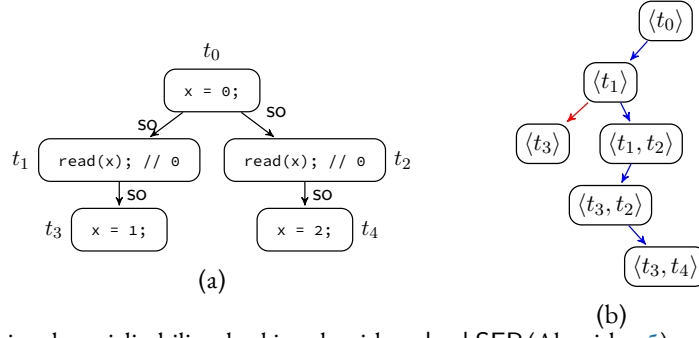 t₀
x = 0;
so so
t₁ read(x); // 0 read(x); // 0 t₂
so so
t₃ x = 1; x = 2; t₄
(a)
⟨t₀⟩
⟨t₁⟩
⟨t₃⟩ ⟨t₁, t₂⟩
⟨t₃, t₂⟩
⟨t₃, t₄⟩
(b)